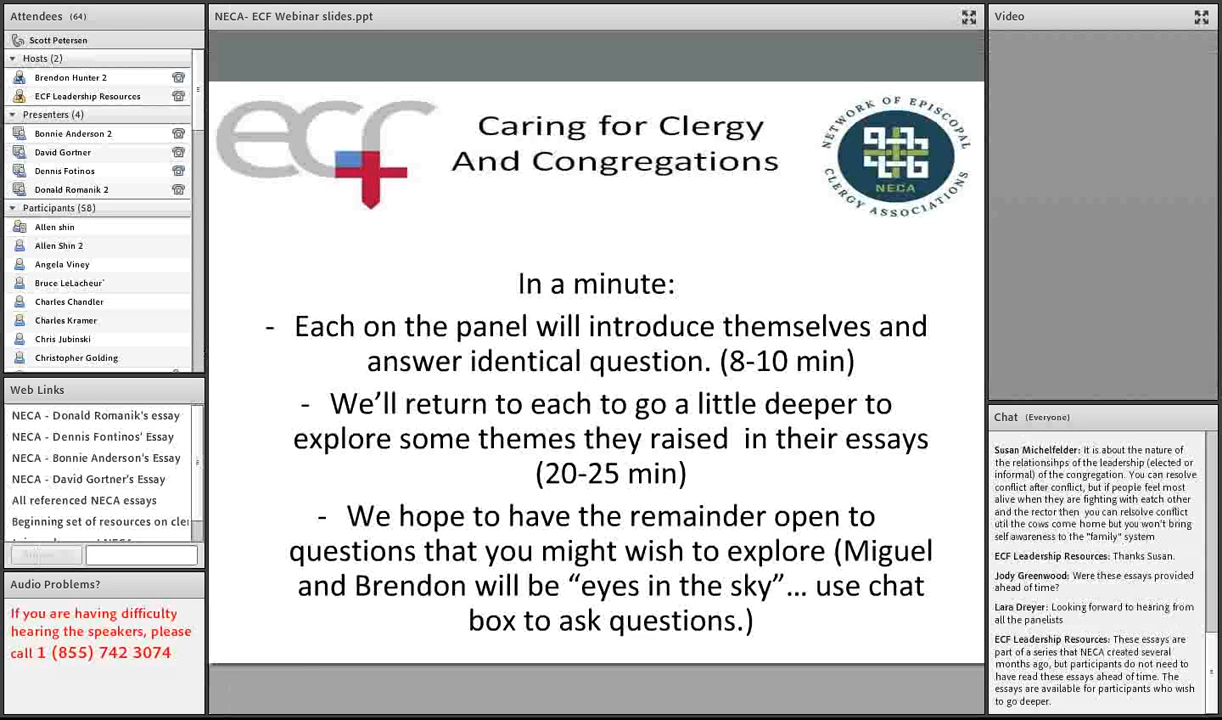 Attendees (64)
Scott Petersen
Hosts (2)
Brendon Hunter 2
ECF Leadership Resources
Presenters (4)
Bonnie Anderson 2
David Gortner
Dennis Fotinos
Donald Romanik 2
Participants (58)
Allen shin
Allen Shin 2
Angela Viney
Bruce LeLacheur'
Charles Chandler
Charles Kramer
Chris Jubinski
Christopher Golding
Web Links
NECA - Donald Romanik's essay
NECA - Dennis Fontinos' Essay
NECA - Bonnie Anderson's Essay
NECA - David Gortner's Essay
All referenced NECA essays
Beginning set of resources on cler
Audio Problems?
If you are having difficulty
hearing the speakers, please
call 1 (855) 742 3074
NECA- ECF Webinar slides.ppt
ecf
Caring for Clergy
And Congregations
NETWORK OF EPISCOPAL
CLERGY ASSOCIATIONS
NECA
In a minute:
- Each on the panel will introduce themselves and
answer identical question. (8-10 min)
- We’ll return to each to go a little deeper to
explore some themes they raised in their essays
(20-25 min)
- We hope to have the remainder open to
questions that you might wish to explore (Miguel
and Brendon will be “eyes in the sky”... use chat
box to ask questions.)
Video
Chat (Everyone)
Susan Michelfelder: It is about the nature of
the relationsihps of the leadership (elected or
informal) of the congregation. You can resolve
conflict after conflict, but if people feel most
alive when they are fighting with each other
and the rector then you can relsolve conflict
util the cows come home but you won't bring
self awareness to the "family" system
ECF Leadership Resources: Thanks Susan.
Jody Greenwood: Were these essays provided
ahead of time?
Lara Dreyer: Looking forward to hearing from
all the panelists
ECF Leadership Resources: These essays are
part of a series that NECA created several
months ago, but participants do not need to
have read these essays ahead of time. The
essays are available for participants who wish
to go deeper.